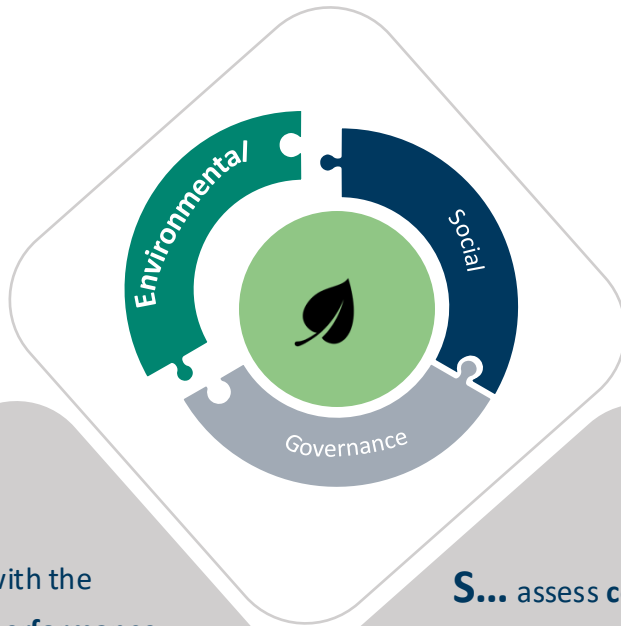 Environmental
Social
Governance
with the
S... assess